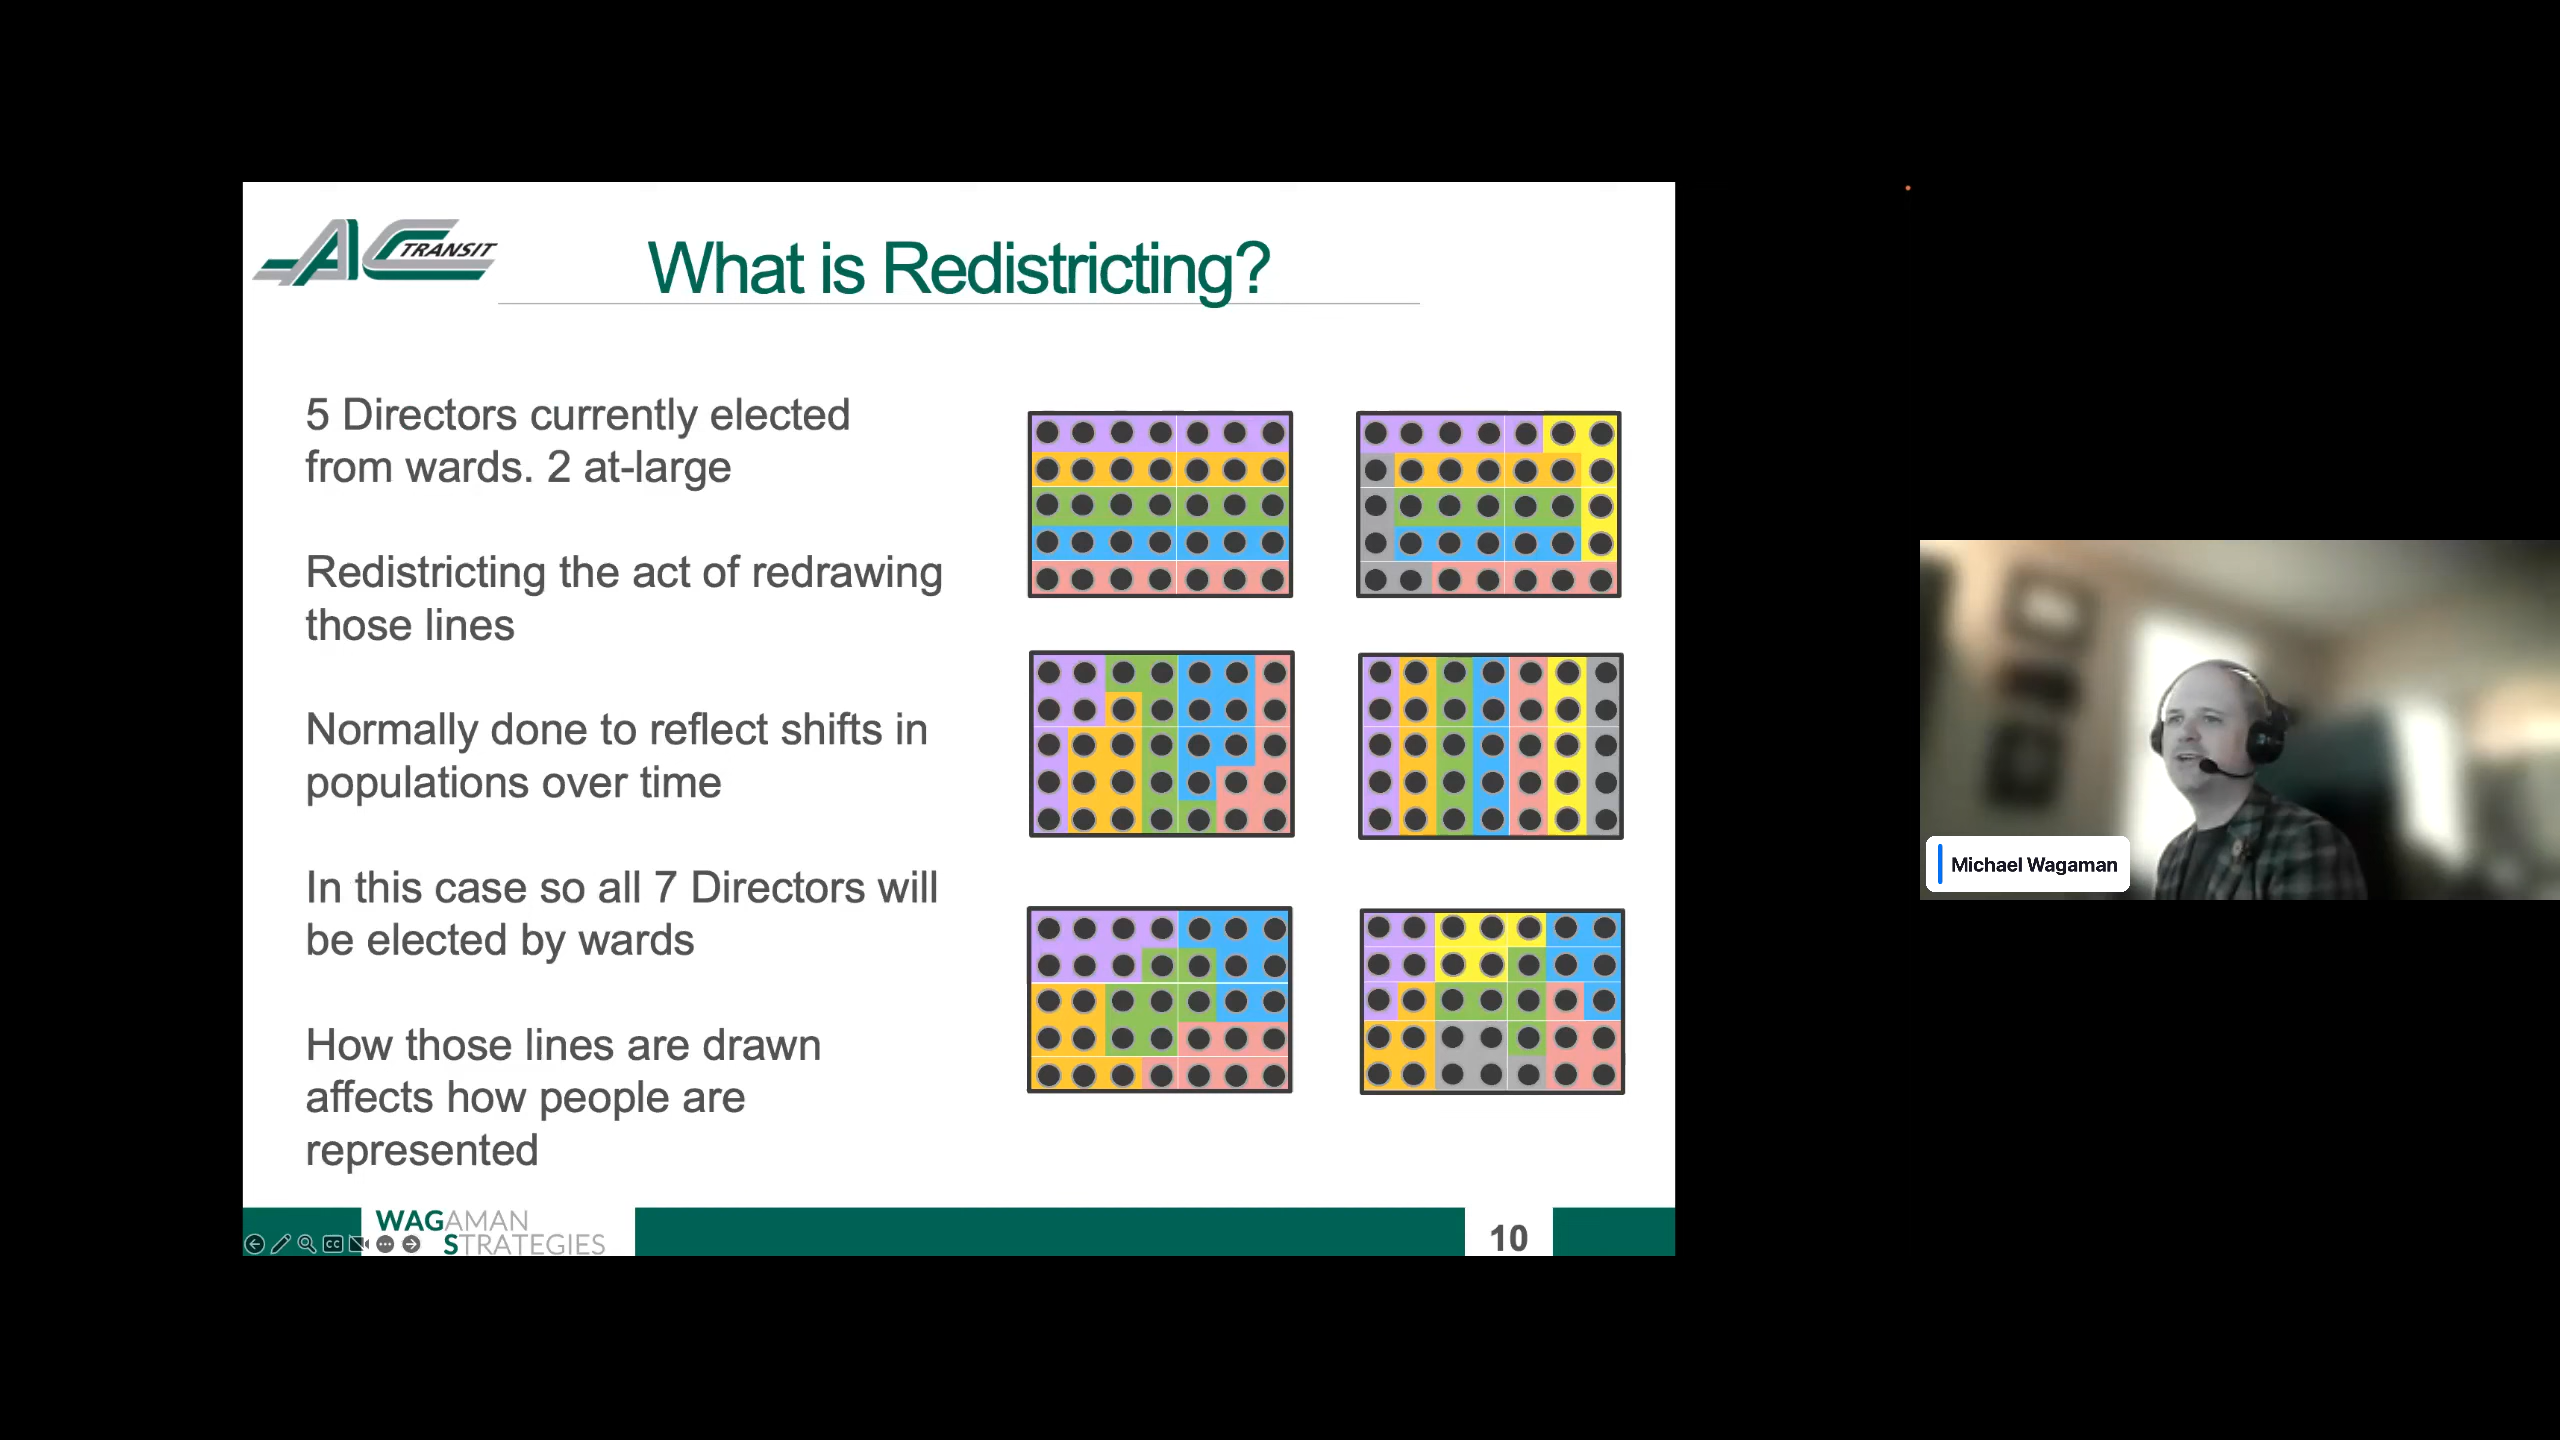 AC TRANSIT
What is Redistricting?
5 Directors currently elected
from wards. 2 at-large
Redistricting the act of redrawing
those lines
Normally done to reflect shifts in
populations over time
In this case so all 7 Directors will
be elected by wards
How those lines are drawn
affects how people are
represented
WAGAMAN
STRATEGIES
CC
10
Michael Wagaman